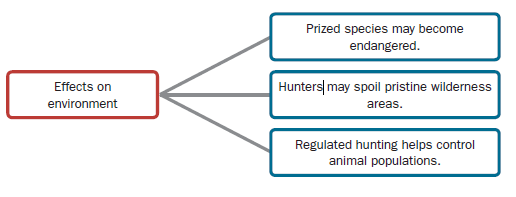 Effects on
environment
Prized species may become
endangered.
Hunters may spoil pristine wilderness
areas.
Regulated hunting helps control
animal populations.